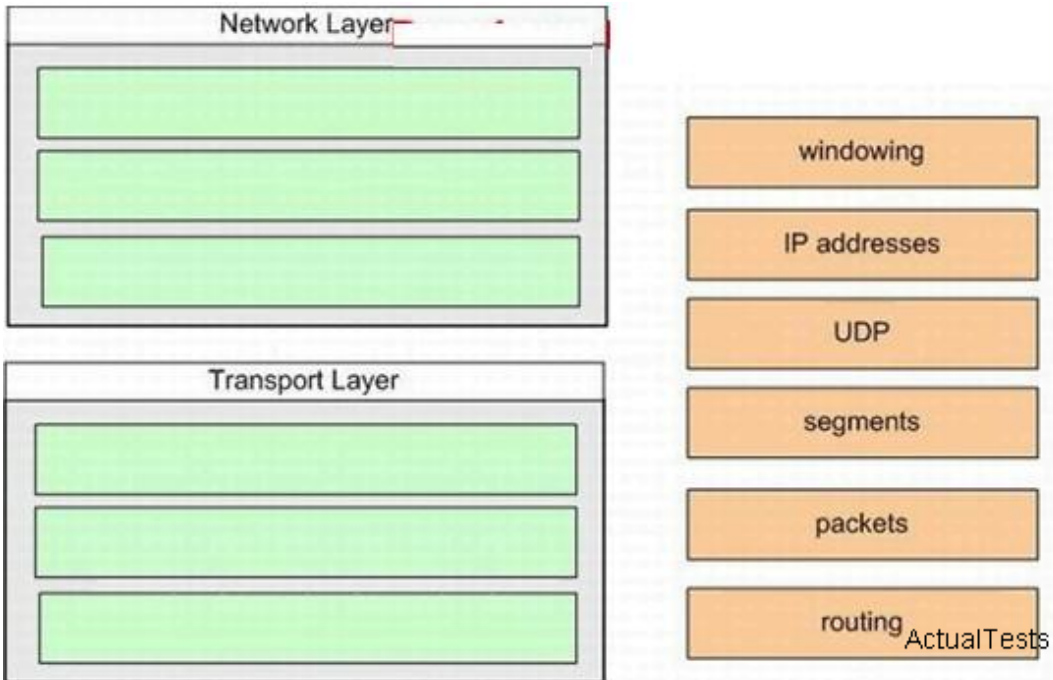 Network Layer
windowing
IP addresses
UDP
segments
packets
routing
ActualTests
Transport Layer